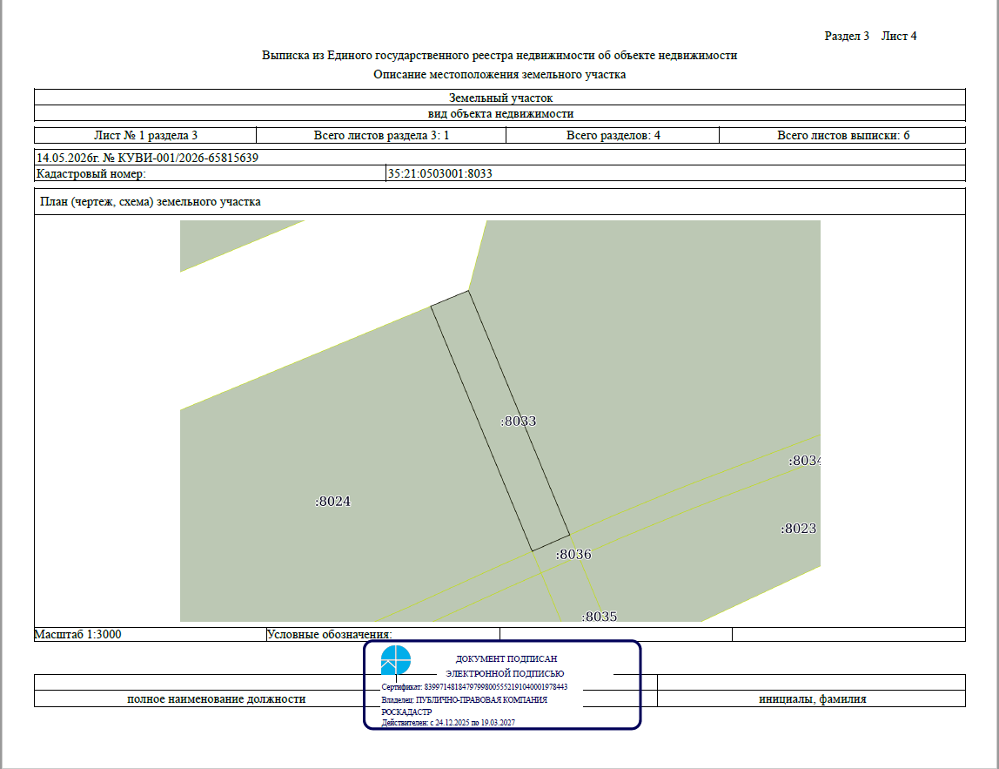 Раздел 3 Лист 4
Выписка из Единого государственного реестра недвижимости об объекте недвижимости
Описание местоположения земельного участка
Земельный участок
вид объекта недвижимости
Лист № 1 раздела 3 Всего листов раздела 3: 1 Всего разделов: 4 Всего листов выписки: 6
14.05.2026г. № КУВИ-001/2026-65815639
Кадастровый номер: 35:21:0503001:8033
План (чертеж, схема) земельного участка
:8033
:8034
:8024
:8023
:8036
:8035
Масштаб 1:3000 Условные обозначения:
ДОКУМЕНТ ПОДПИСАН
ЭЛЕКТРОННОЙ ПОДПИСЬЮ
Сертификат: 83997148184797998005552191040001978443
Владелец: ПУБЛИЧНО-ПРАВОВАЯ КОМПАНИЯ
РОСКАДАСТР
Действителен: с 24.12.2025 по 19.03.2027
полное наименование должности инициалы, фамилия